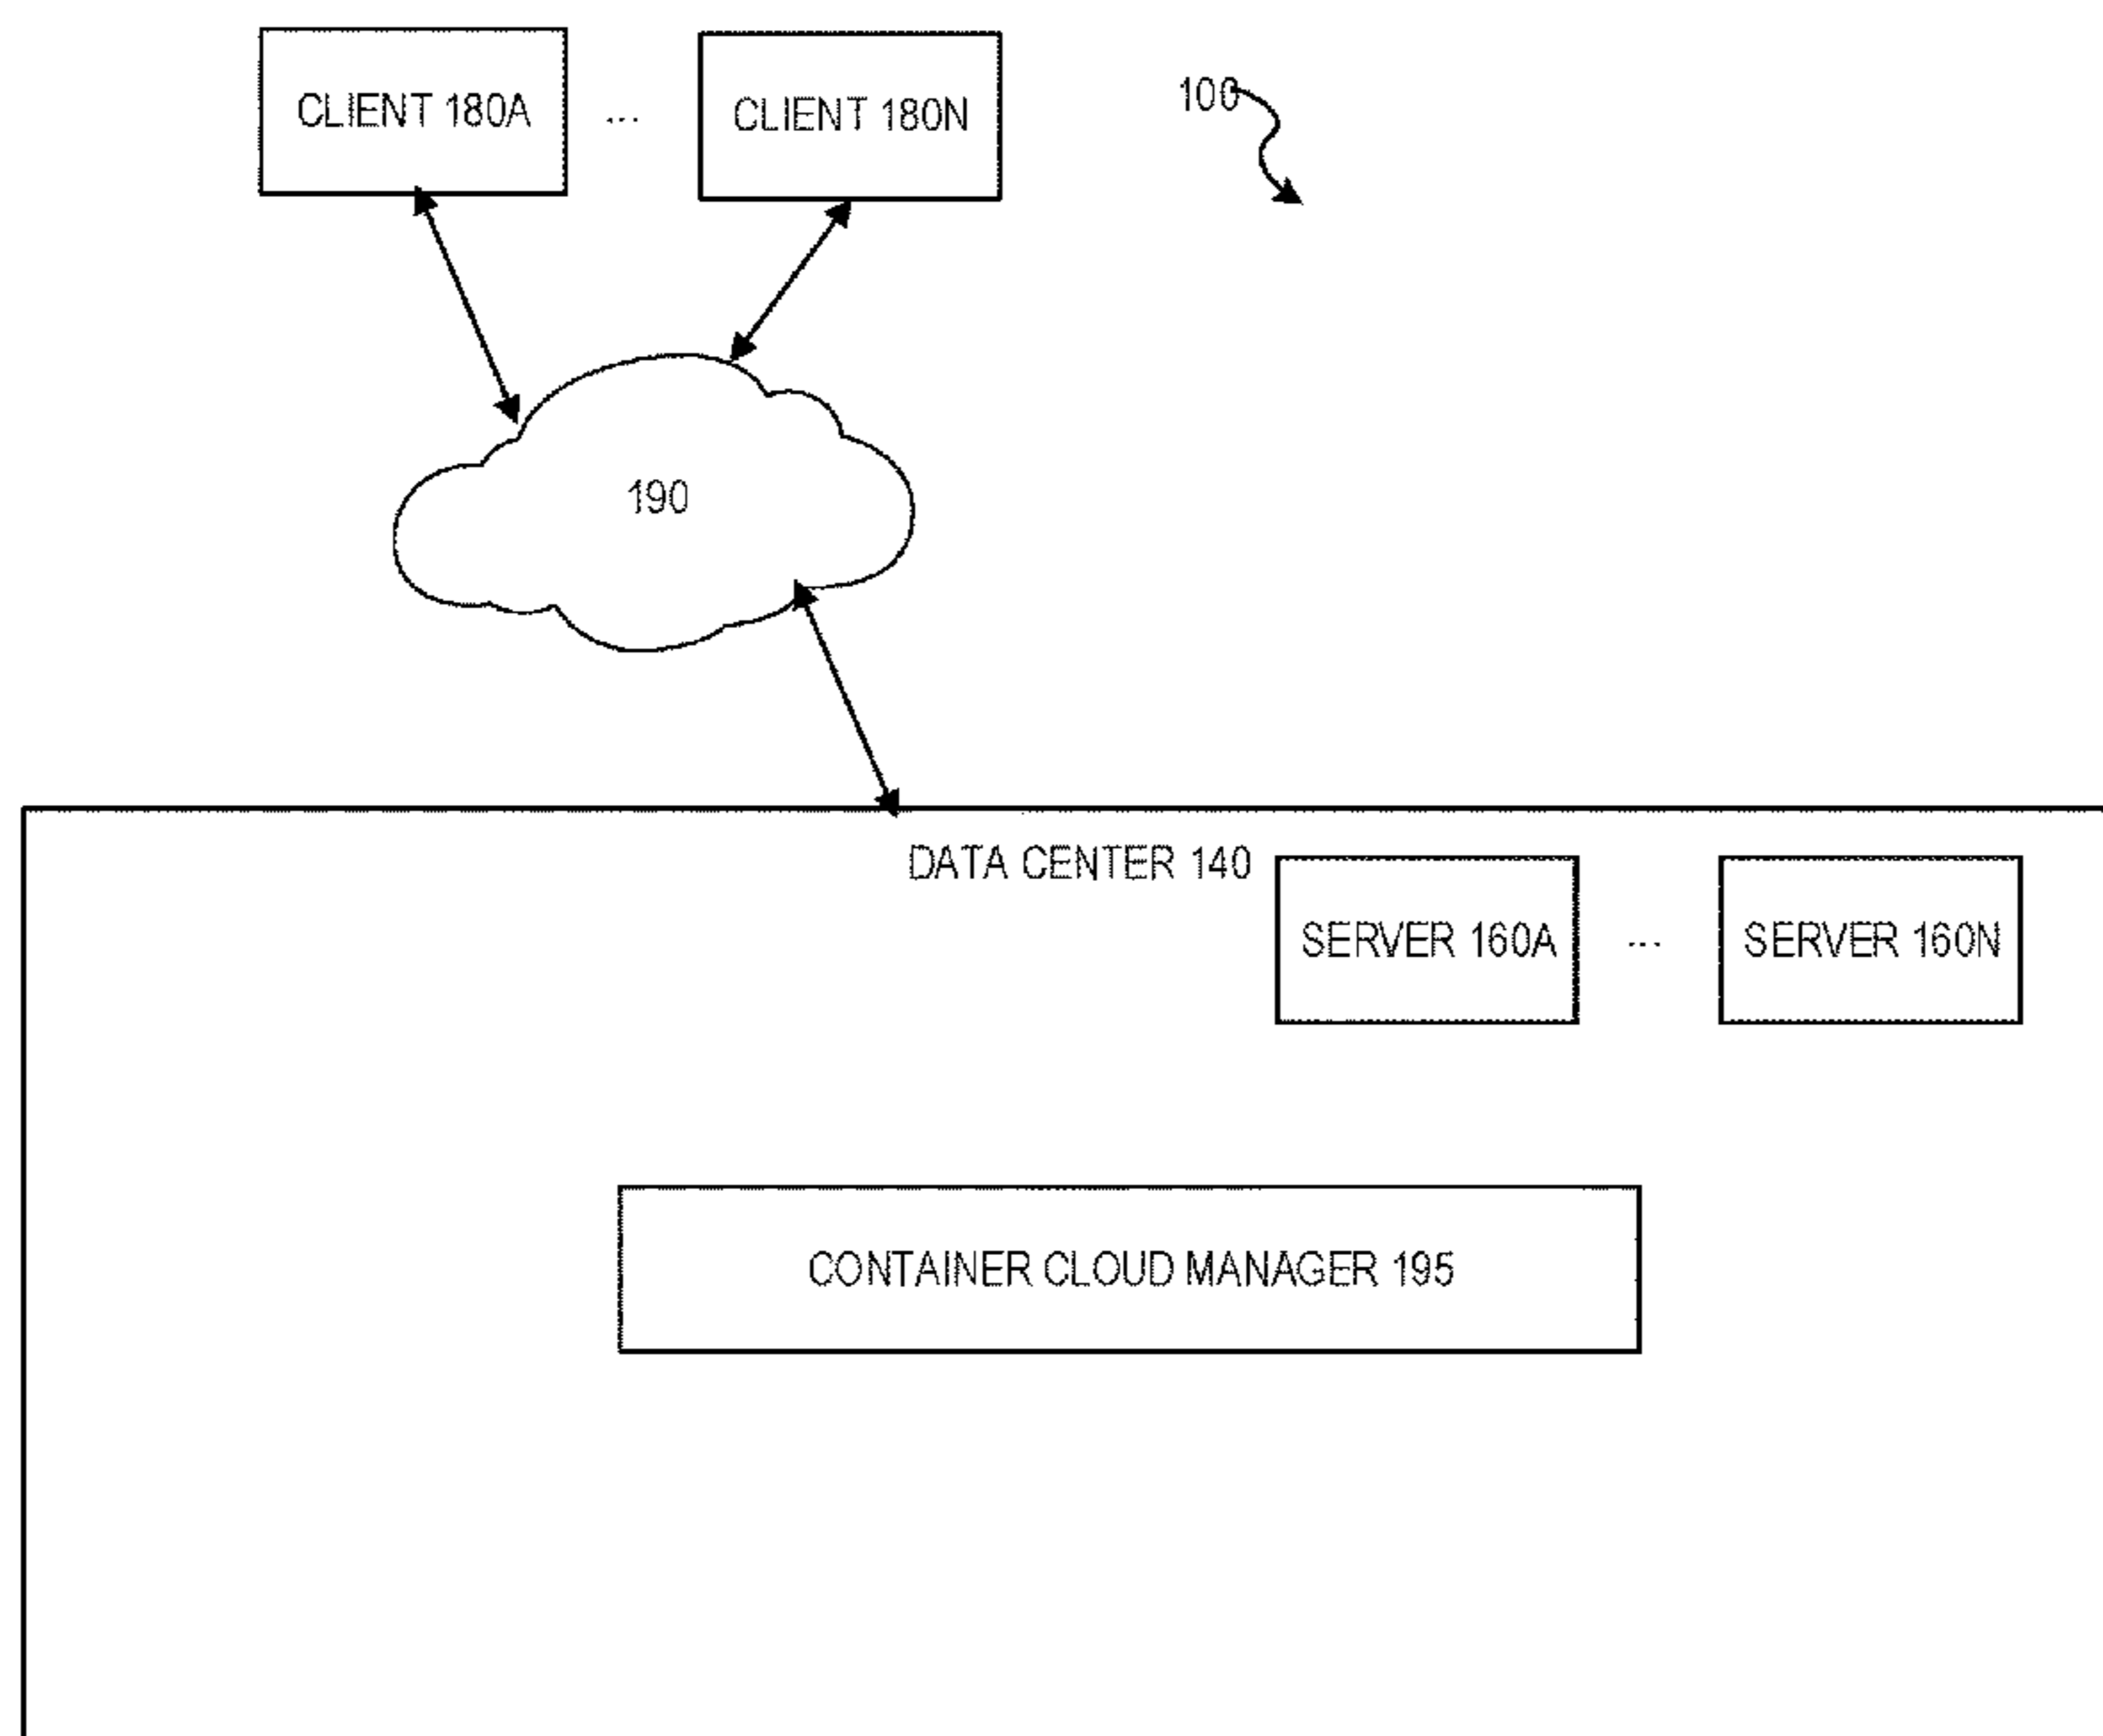 CLIENT 180A
...
CLIENT 180N
100
190
DATA CENTER 140
SERVER 160A
...
SERVER 160N
CONTAINER CLOUD MANAGER 195